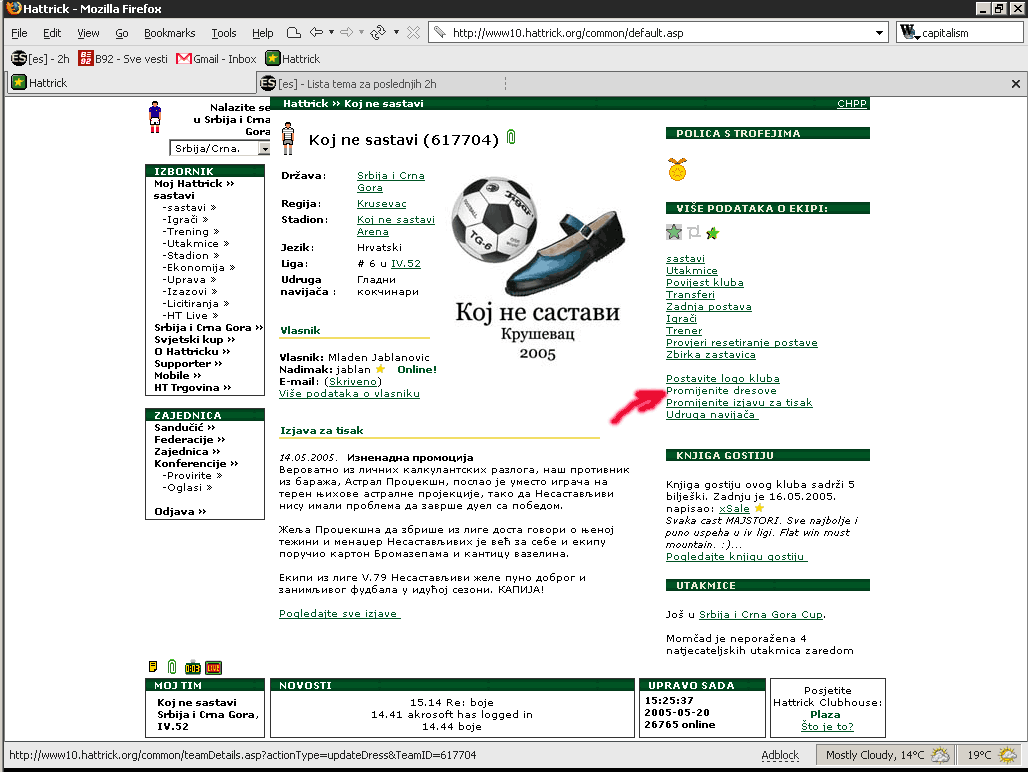 Hattrick - Mozilla Firefox
File Edit View Go Bookmarks Tools Help
http://www10.hattrick.org/common/default.asp
capitalism
[es] - 2h
B92 - Sve vesti
Gmail - Inbox
Hattrick
Hattrick
[es] - Lista tema za poslednjih 2h
Nalazite se
u Srbija i Crna
Gora
Srbija/Crna.
IZBORNIK
Moj Hattrick »
sastavi
-sastavi »
-Igrači »
-Trening »
-Utakmice »
-Stadion »
-Ekonomija »
-Uprava »
-Izazovi »
-Licitiranja »
-HT Live »
Srbija i Crna Gora »
Svjetski kup »
O Hattricku »
Supporter »
Mobile »
HT Trgovina »
ZAJEDNICA
Sandučić »
Federacije »
Zajednica »
Konferencije »
-Provirite »
-Oglasi »
Odjava »
Hattrick » Koj ne sastavi
CHPP
Koj ne sastavi (617704)
Država: Srbija i Crna
Gora
Regija: Krusevac
Stadion: Koj ne sastavi
Arena
Jezik: Hrvatski
Liga: # 6 u IV.52
Udruga Гладни
navijača : кокчинари
FOOTBALL
Tigar
TG-6
Кој не састави
Крушевац
2005
Vlasnik
Vlasnik: Mladen Jablanovic
Nadimak: jablan Online!
E-mail: (Skriveno)
Više podataka o vlasniku
Izjava za tisak
14.05.2005. Изненадна промоција
Вероватно из личних калкулантских разлога, наш противник
из баража, Астрал Процекшн, послао је уместо играча на
терен њихове астралне пројекције, тако да Несастављиви
нису имали проблема да заврше дуел са победом.
Жеља Процекшна да збрише из лиге доста говори о њеној
тежини и менаџер Несастављивих је већ за себе и екипу
поручио картон Бромазепама и кантицу вазелина.
Екипи из лиге V.79 Несастављиви желе пуно доброг и
занимљивог фудбала у идућој сезони. КАПИЈА!
Pogledajte sve izjave
POLICA S TROFEJIMA
VIŠE PODATAKA O EKIPI:
sastavi
Utakmice
Povijest kluba
Transferi
Zadnja postava
Igrači
Trener
Provjeri resetiranje postave
Zbirka zastavica
Postavite logo kluba
Promijenite dresove
Promijenite izjavu za tisak
Udruga navijača
KNJIGA GOSTIJU
Knjiga gostiju ovog kluba sadrži 5
bilješki. Zadnju je 16.05.2005.
napisao: xSale
Svaka cast MAJSTORI. Sve najbolje i
puno uspeha u iv ligi. Flat win must
mountain. :)...
Pogledajte knjigu gostiju
UTAKMICE
Još u Srbija i Crna Gora Cup.
Momčad je neporažena 4
natjecateljskih utakmica zaredom
0:03
LIVE
MOJ TIM
Koj ne sastavi
Srbija i Crna Gora,
IV.52
NOVOSTI
15.14 Re: boje
14.41 akrosoft has logged in
14.44 boje
UPRAVO SADA
15:25:37
2005-05-20
26765 online
Posjetite
Hattrick Clubhouse:
Plaza
Što je to?
http://www10.hattrick.org/common/teamDetails.asp?actionType=updateDress&TeamID=617704
Adblock
Mostly Cloudy, 14°C
19°C